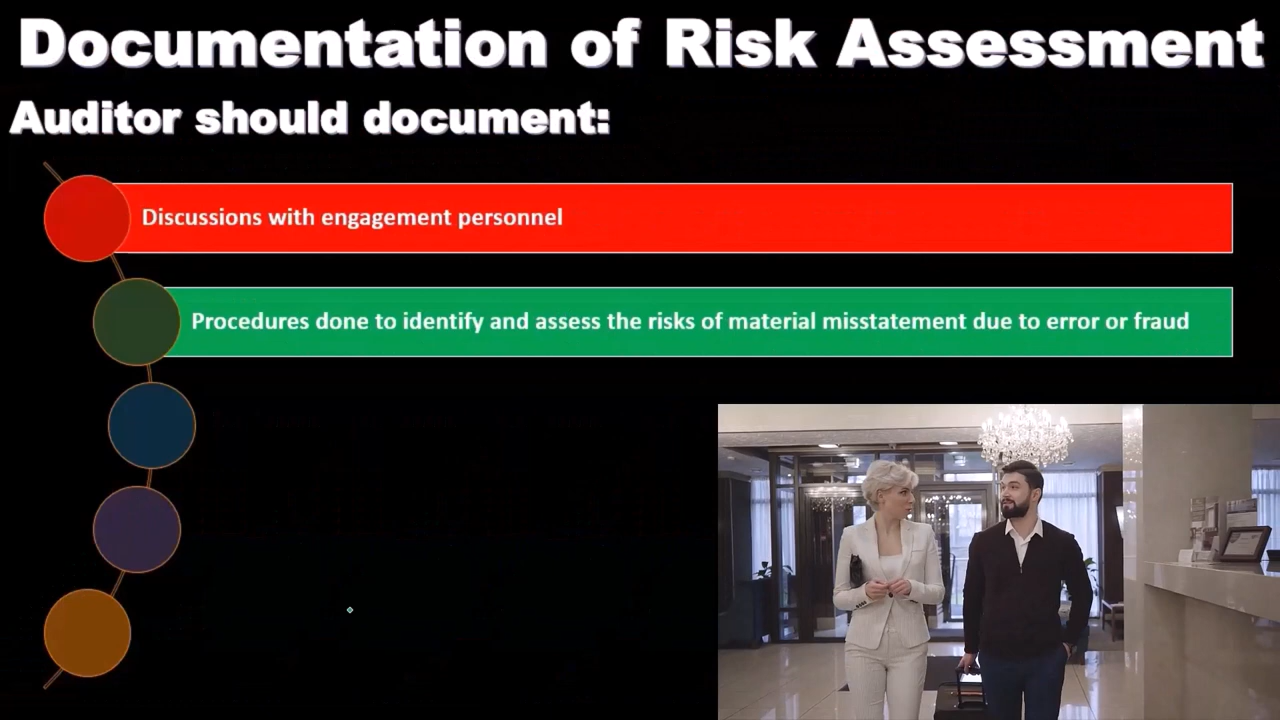 Documentation of Risk Assessment
Auditor should document:
Discussions with engagement personnel
Procedures done to identify and assess the risks of material misstatement due to error or fraud